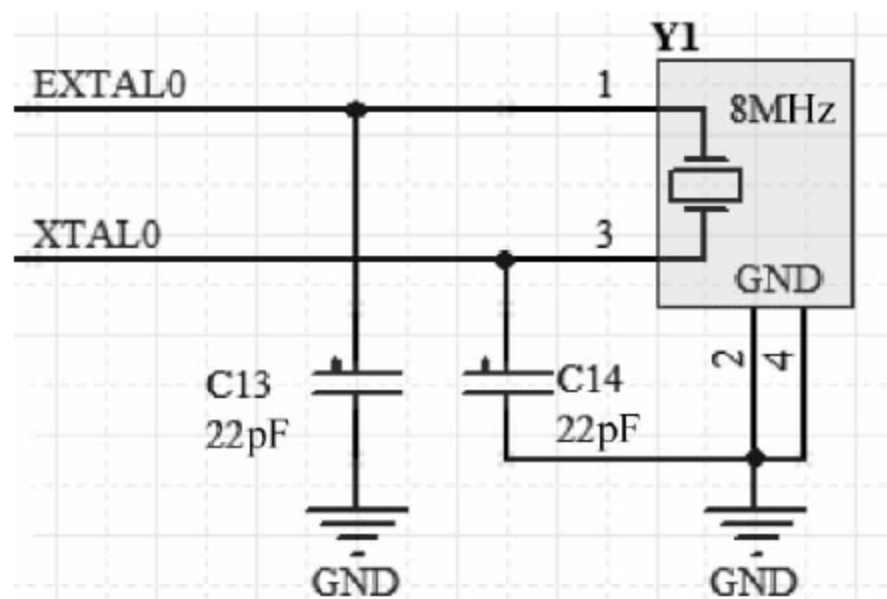 Y1
EXTAL0
1
8MHz
XTAL0
3
GND
2
4
C13
22pF
C14
22pF
GND
GND